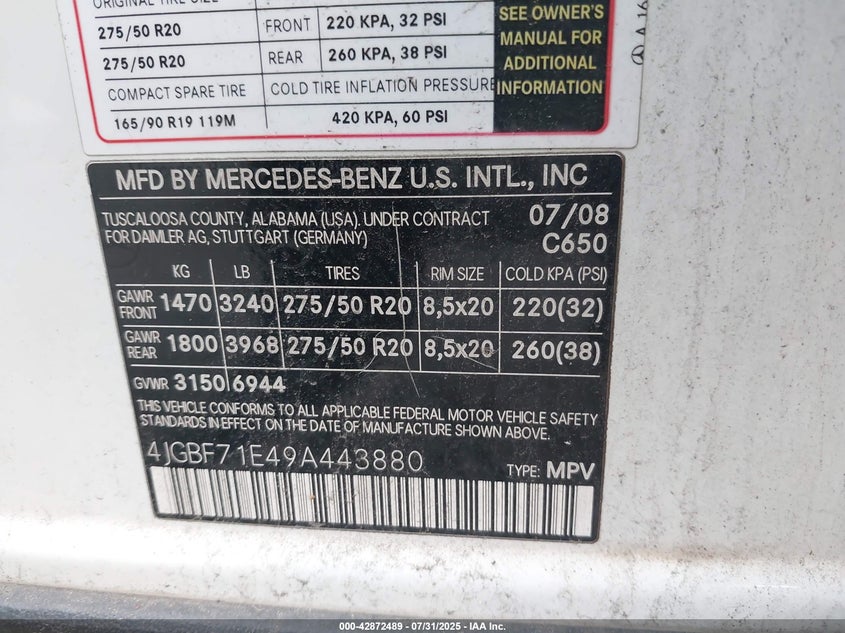 ORIGINAL TIRE SIZE
275/50 R20 FRONT 220 KPA, 32 PSI
275/50 R20 REAR 260 KPA, 38 PSI
COMPACT SPARE TIRE COLD TIRE INFLATION PRESSURE
165/90 R19 119M 420 KPA, 60 PSI
SEE OWNER'S
MANUAL FOR
ADDITIONAL
INFORMATION
A 16
MFD BY MERCEDES-BENZ U.S. INTL., INC
TUSCALOOSA COUNTY, ALABAMA (USA), UNDER CONTRACT 07/08
FOR DAIMLER AG, STUTTGART (GERMANY) C650
KG LB TIRES RIM SIZE COLD KPA (PSI)
GAWR FRONT 1470 3240 275/50 R20 8,5x20 220(32)
GAWR REAR 1800 3968 275/50 R20 8,5x20 260(38)
GVWR 3150 6944
THIS VEHICLE CONFORMS TO ALL APPLICABLE FEDERAL MOTOR VEHICLE SAFETY
STANDARDS IN EFFECT ON THE DATE OF MANUFACTURE SHOWN ABOVE.
4JGBF71E49A443880 TYPE: MPV
000-42872489 - 07/31/2025 - IAA Inc.